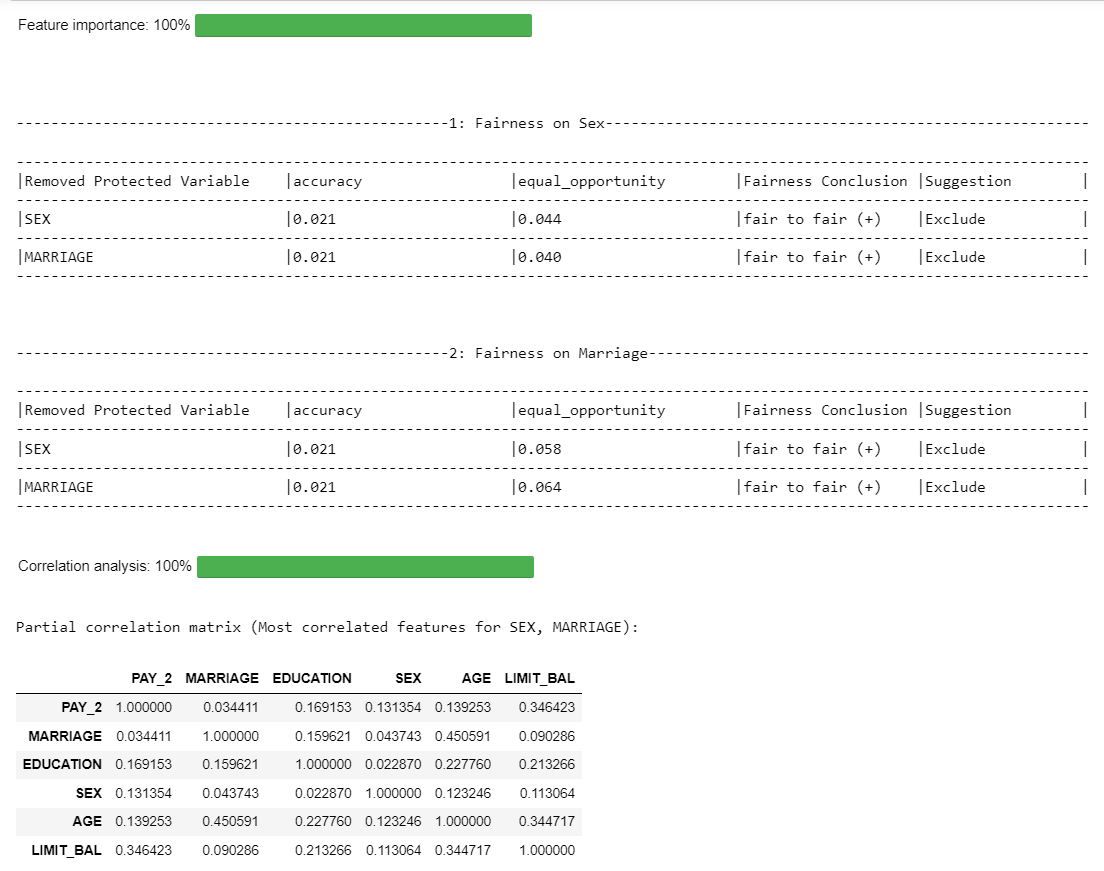 Feature importance: 100%
-------------------------------------------------1: Fairness on Sex-------------------------------------------------------
|Removed Protected Variable |accuracy |equal_opportunity |Fairness Conclusion |Suggestion |
|SEX |0.021 |0.044 |fair to fair (+) |Exclude |
|MARRIAGE |0.021 |0.040 |fair to fair (+) |Exclude |
-------------------------------------------------2: Fairness on Marriage--------------------------------------------------
|Removed Protected Variable |accuracy |equal_opportunity |Fairness Conclusion |Suggestion |
|SEX |0.021 |0.058 |fair to fair (+) |Exclude |
|MARRIAGE |0.021 |0.064 |fair to fair (+) |Exclude |
Correlation analysis: 100%
Partial correlation matrix (Most correlated features for SEX, MARRIAGE):
PAY_2 MARRIAGE EDUCATION SEX AGE LIMIT_BAL
PAY_2 1.000000 0.034411 0.169153 0.131354 0.139253 0.346423
MARRIAGE 0.034411 1.000000 0.159621 0.043743 0.450591 0.090286
EDUCATION 0.169153 0.159621 1.000000 0.022870 0.227760 0.213266
SEX 0.131354 0.043743 0.022870 1.000000 0.123246 0.113064
AGE 0.139253 0.450591 0.227760 0.123246 1.000000 0.344717
LIMIT_BAL 0.346423 0.090286 0.213266 0.113064 0.344717 1.000000